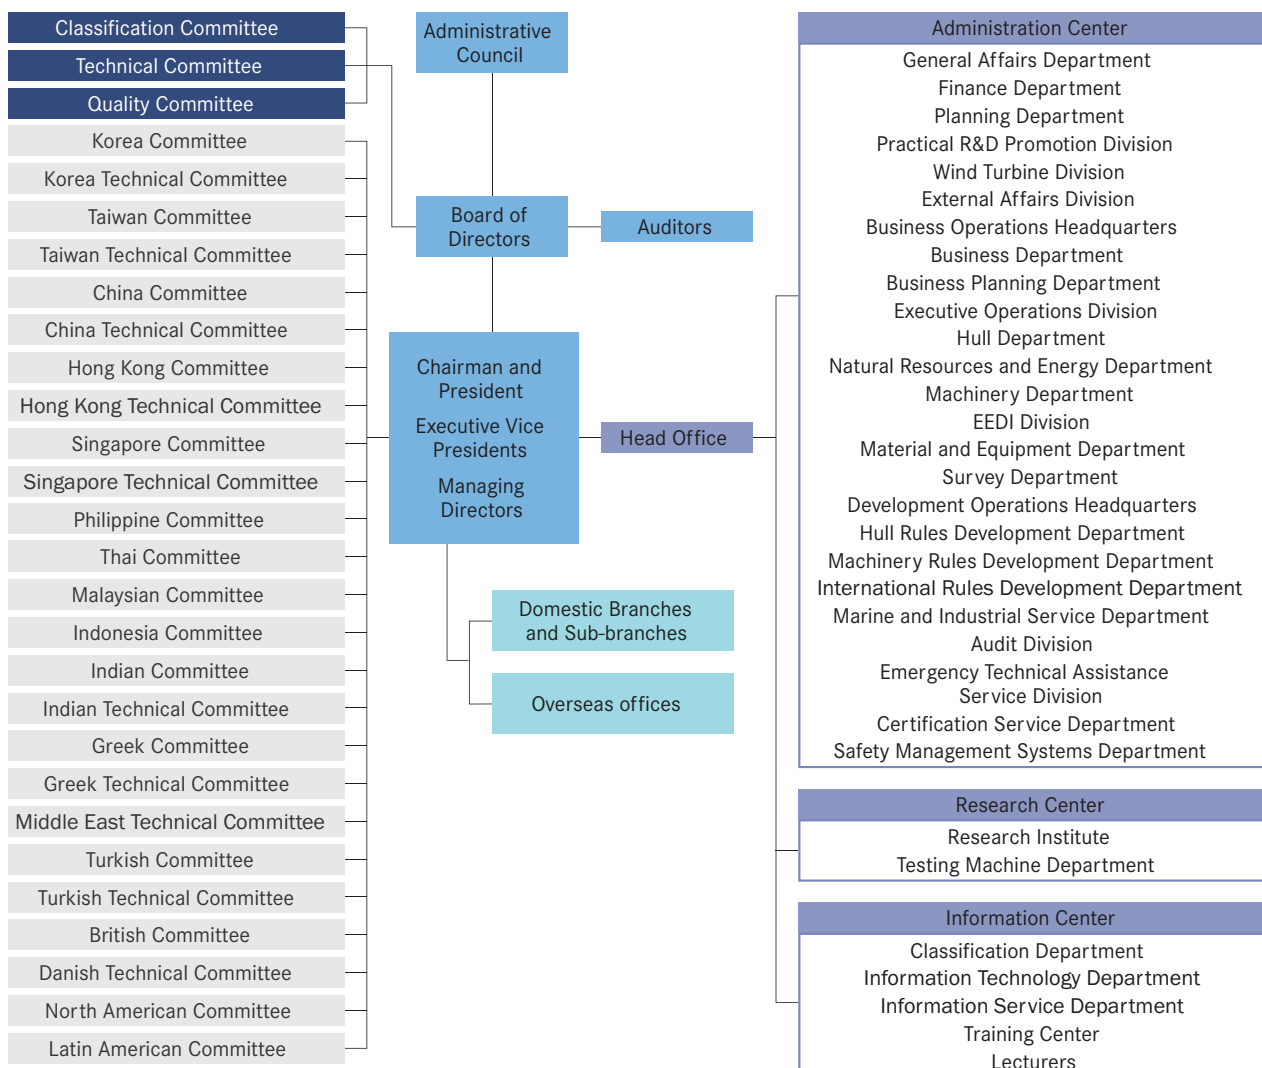 Classification Committee
Technical Committee
Quality Committee
Korea Committee
Korea Technical Committee
Taiwan Committee
Taiwan Technical Committee
China Committee
China Technical Committee
Hong Kong Committee
Hong Kong Technical Committee
Singapore Committee
Singapore Technical Committee
Philippine Committee
Thai Committee
Malaysian Committee
Indonesia Committee
Indian Committee
Indian Technical Committee
Greek Committee
Greek Technical Committee
Middle East Technical Committee
Turkish Committee
Turkish Technical Committee
British Committee
Danish Technical Committee
North American Committee
Latin American Committee
Administrative
Council
Board of
Directors
Auditors
Chairman and
President
Executive Vice
Presidents
Managing
Directors
Head Office
Domestic Branches
and Sub-branches
Overseas offices
Administration Center
General Affairs Department
Finance Department
Planning Department
Practical R&D Promotion Division
Wind Turbine Division
External Affairs Division
Business Operations Headquarters
Business Department
Business Planning Department
Executive Operations Division
Hull Department
Natural Resources and Energy Department
Machinery Department
EEDI Division
Material and Equipment Department
Survey Department
Development Operations Headquarters
Hull Rules Development Department
Machinery Rules Development Department
International Rules Development Department
Marine and Industrial Service Department
Audit Division
Emergency Technical Assistance
Service Division
Certification Service Department
Safety Management Systems Department
Research Center
Research Institute
Testing Machine Department
Information Center
Classification Department
Information Technology Department
Information Service Department
Training Center
Lecturers